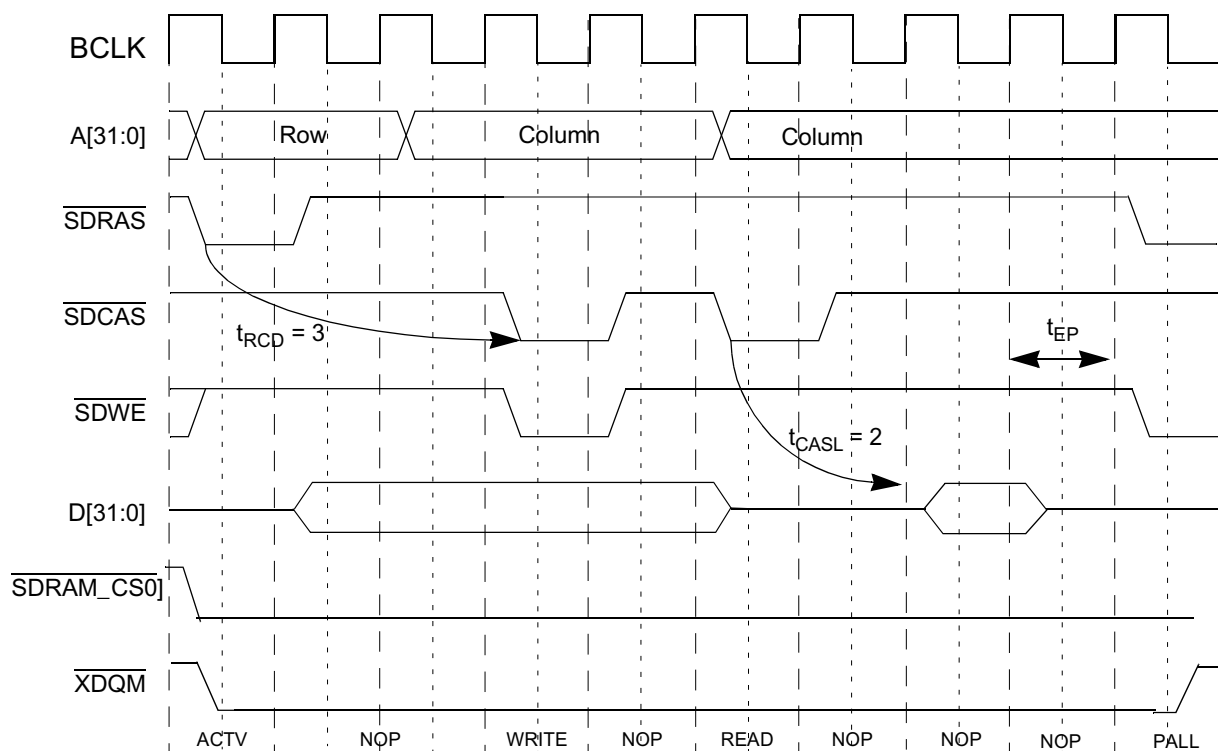 BCLK
A[31:0]
Row
Column
Column
SDRAS
SDCAS
tRCD = 3
tEP
SDWE
tCASL = 2
D[31:0]
SDRAM_CS0]
XDQM
ACTV NOP WRITE NOP READ NOP NOP NOP PALL